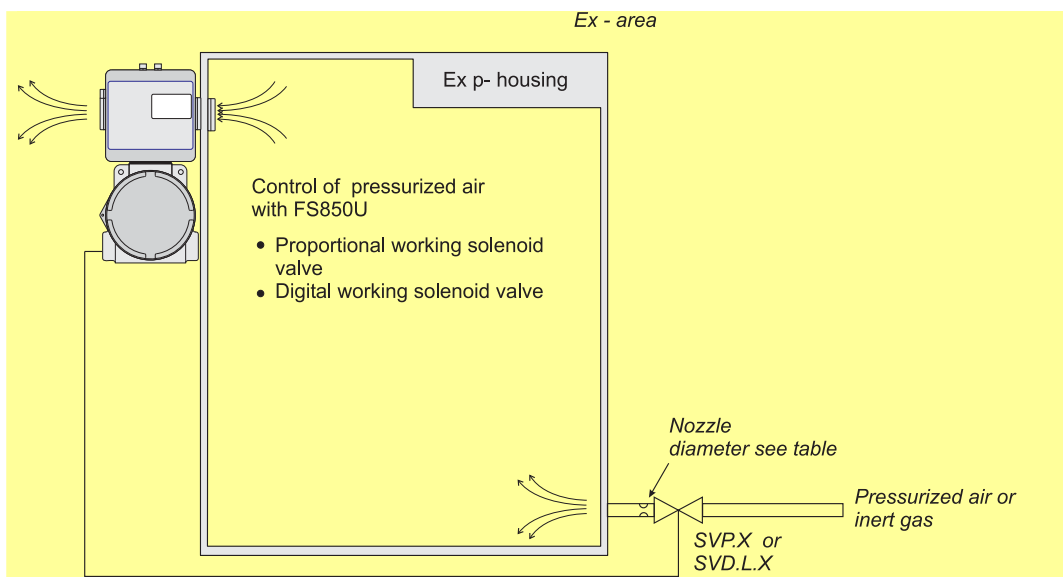 Ex - area
Ex p- housing
Control of pressurized air
with FS850U
• Proportional working solenoid
valve
• Digital working solenoid valve
Nozzle
diameter see table
Pressurized air or
inert gas
SVP.X or
SVD.L.X